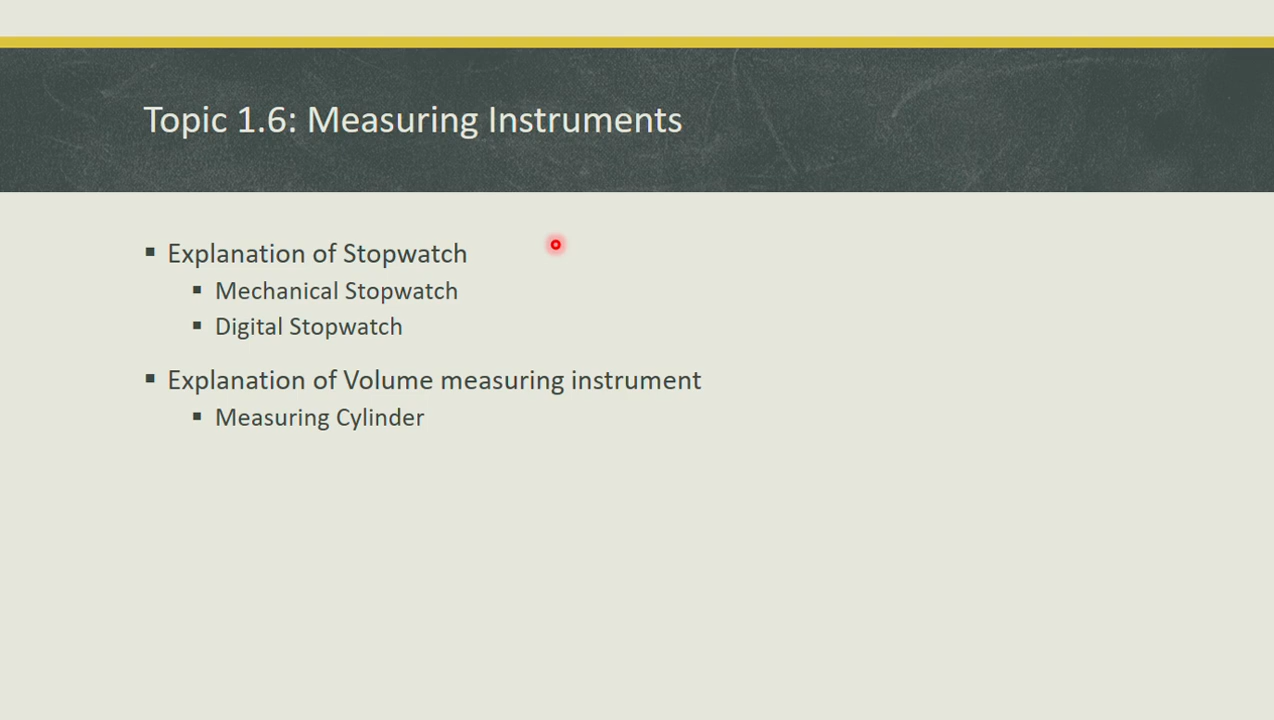 Topic 1.6: Measuring Instruments
Explanation of Stopwatch
Mechanical Stopwatch
Digital Stopwatch
Explanation of Volume measuring instrument
Measuring Cylinder